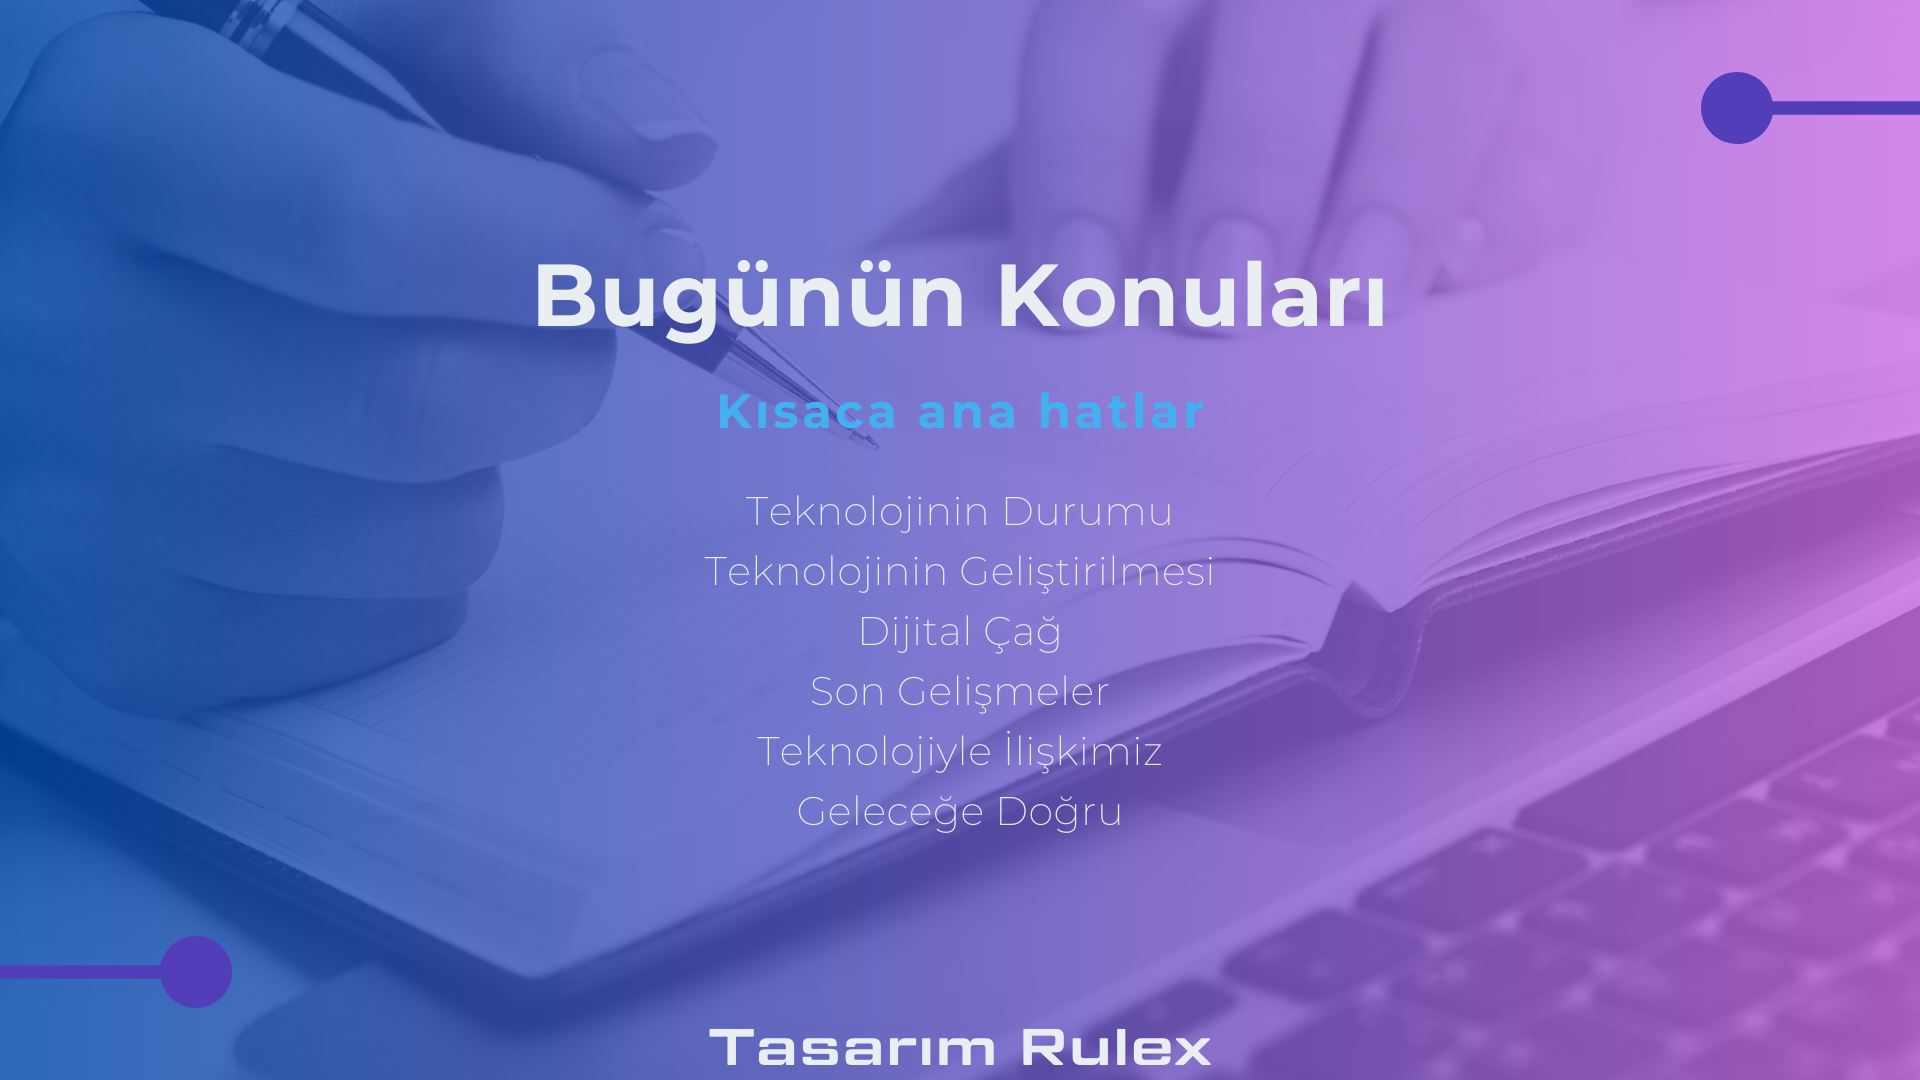 Bugünün Konuları
Kısaca ana hatlar
Teknolojinin Durumu
Teknolojinin Geliştirilmesi
Dijital Çağ
Son Gelişmeler
Teknolojiyle İlişkimiz
Geleceğe Doğru
Tasarım Rulex